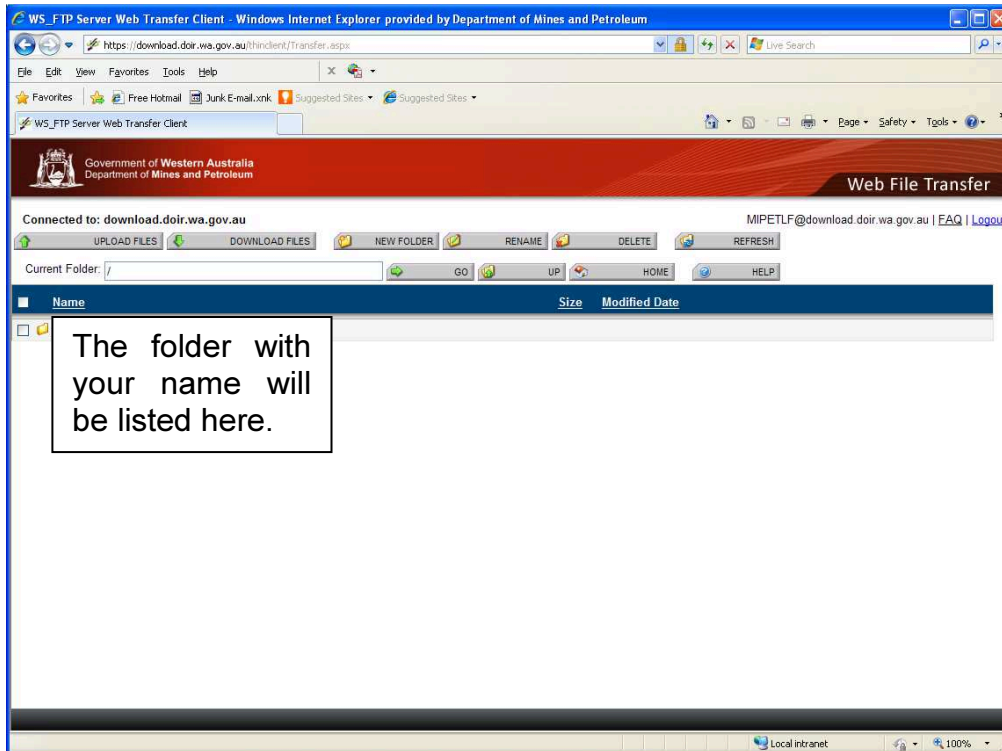 WS_FTP Server Web Transfer Client - Windows Internet Explorer provided by Department of Mines and Petroleum
https://download.doir.wa.gov.au/thinclient/Transfer.aspx Live Search
File Edit View Favorites Tools Help
Favorites Free Hotmail Junk E-mail.xnk Suggested Sites Suggested Sites
WS_FTP Server Web Transfer Client Page Safety Tools
Government of Western Australia
Department of Mines and Petroleum
Web File Transfer
Connected to: download.doir.wa.gov.au MIPETLF@download.doir.wa.gov.au | FAQ | Logou
UPLOAD FILES DOWNLOAD FILES NEW FOLDER RENAME DELETE REFRESH
Current Folder: / GO UP HOME HELP
Name Size Modified Date
The folder with
your name will
be listed here.
Local intranet 100%